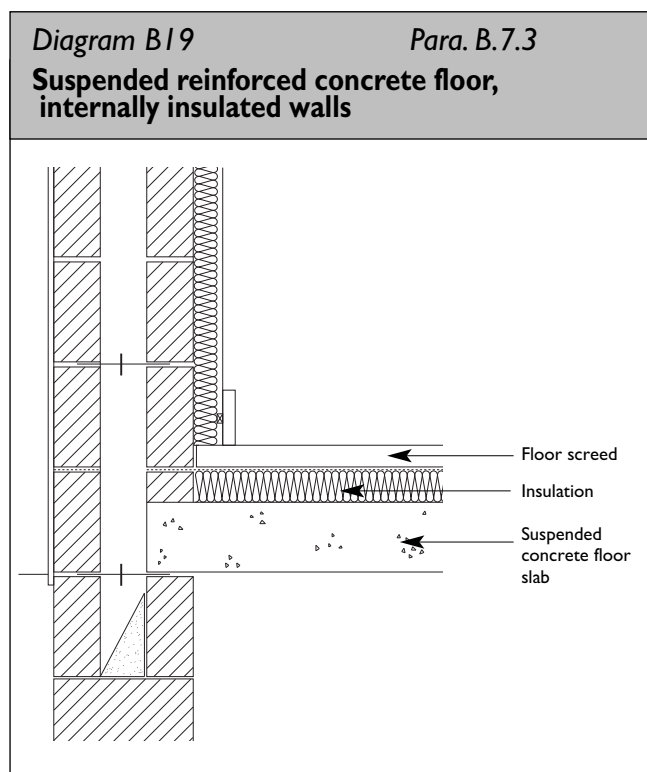 Diagram B19 Para. B.7.3
Suspended reinforced concrete floor,
internally insulated walls
Floor screed
Insulation
Suspended
concrete floor
slab